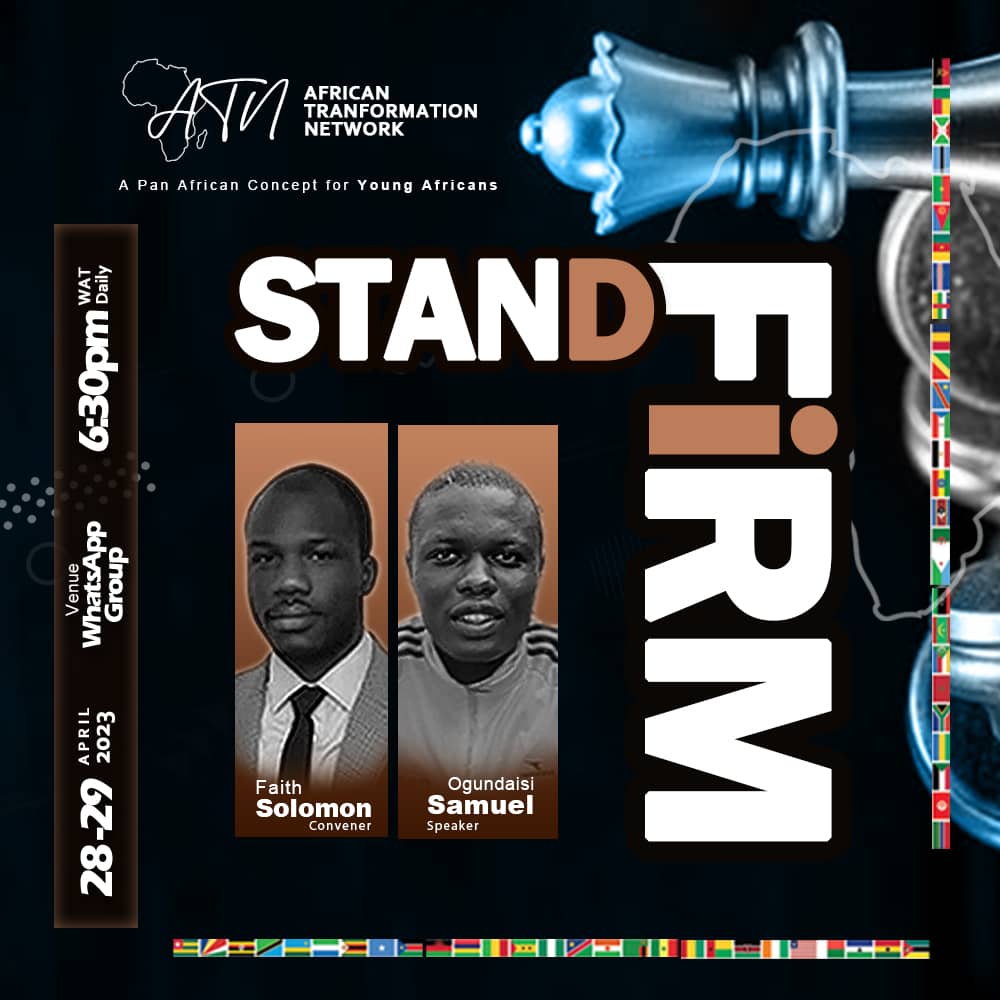 ATN
AFRICAN
TRANFORMATION
NETWORK
A Pan African Concept for Young Africans
STAND
FiRM
6:30pm WAT
Daily
Venue
WhatsApp
Group
28-29 APRIL
2023
Faith
Solomon
Convener
Ogundaisi
Samuel
Speaker